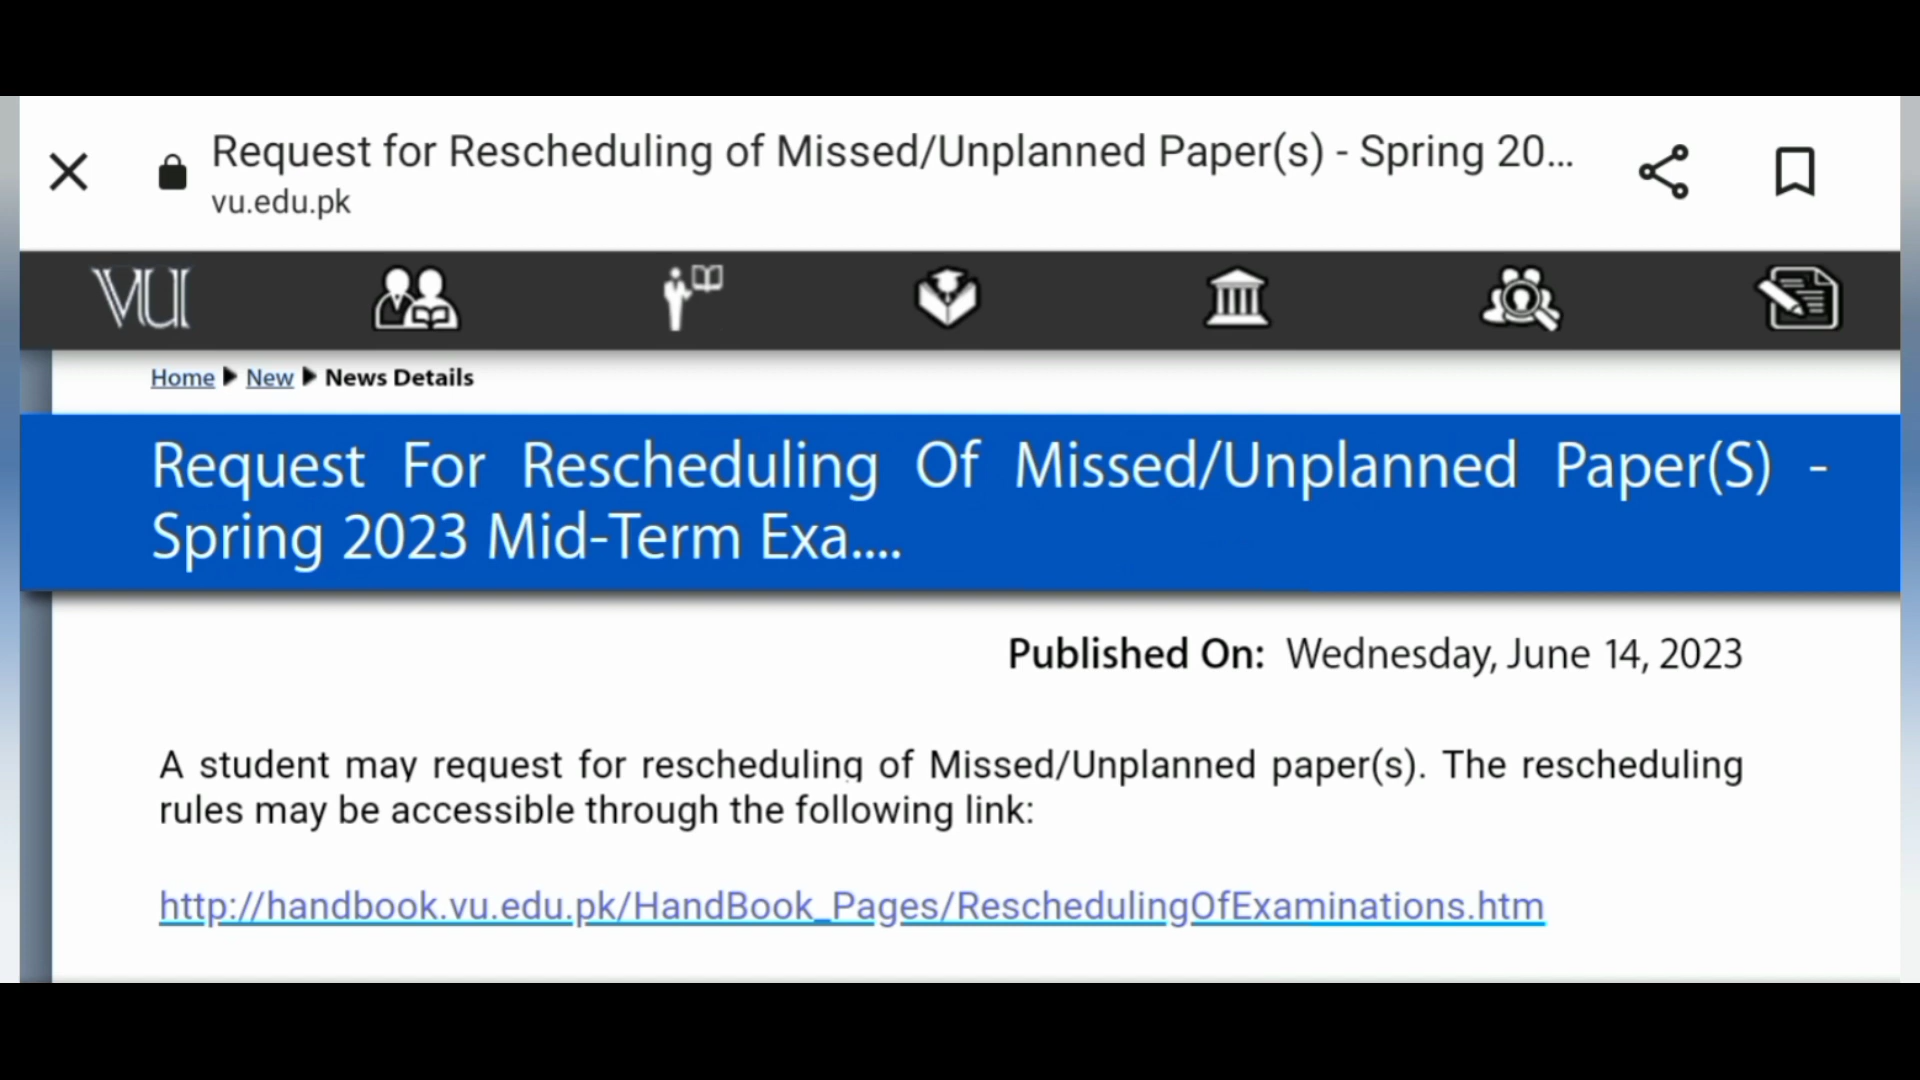 Request for Rescheduling of Missed/Unplanned Paper(s) - Spring 20...
vu.edu.pk
VU
Home New News Details
Request For Rescheduling Of Missed/Unplanned Paper(S) -
Spring 2023 Mid-Term Exa....
Published On: Wednesday, June 14, 2023
A student may request for rescheduling of Missed/Unplanned paper(s). The rescheduling
rules may be accessible through the following link:
http://handbook.vu.edu.pk/HandBook_Pages/ReschedulingOfExaminations.htm